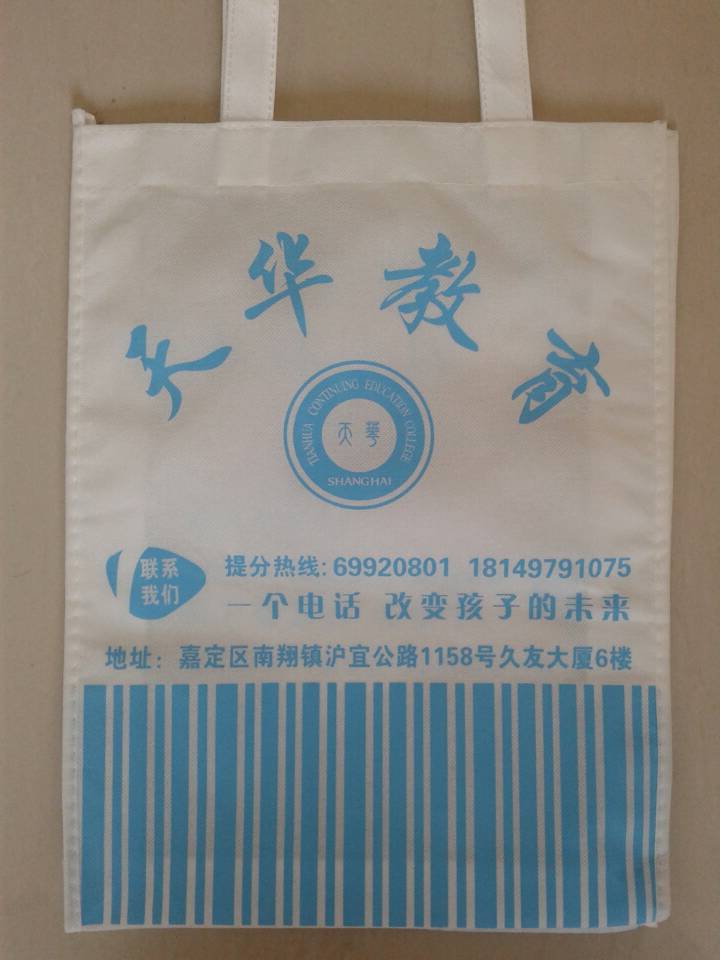 天华教育
TIANHUA CONTINUING EDUCATION COLLEGE
天华
SHANGHAI
联系
我们
提分热线: 69920801 18149791075
一个电话 改变孩子的未来
地址：嘉定区南翔镇沪宜公路1158号久友大厦6楼